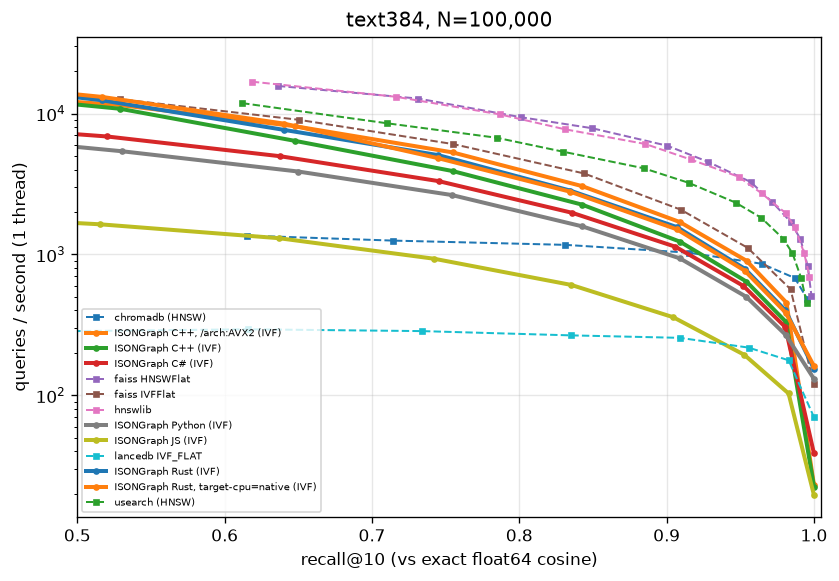 text384, N=100,000
queries / second (1 thread)
10⁴
10³
10²
chromadb (HNSW)
ISONGraph C++, /arch:AVX2 (IVF)
ISONGraph C++ (IVF)
ISONGraph C# (IVF)
faiss HNSWFlat
faiss IVFFlat
hnswlib
ISONGraph Python (IVF)
ISONGraph JS (IVF)
lancedb IVF_FLAT
ISONGraph Rust (IVF)
ISONGraph Rust, target-cpu=native (IVF)
usearch (HNSW)
0.5 0.6 0.7 0.8 0.9 1.0
recall@10 (vs exact float64 cosine)